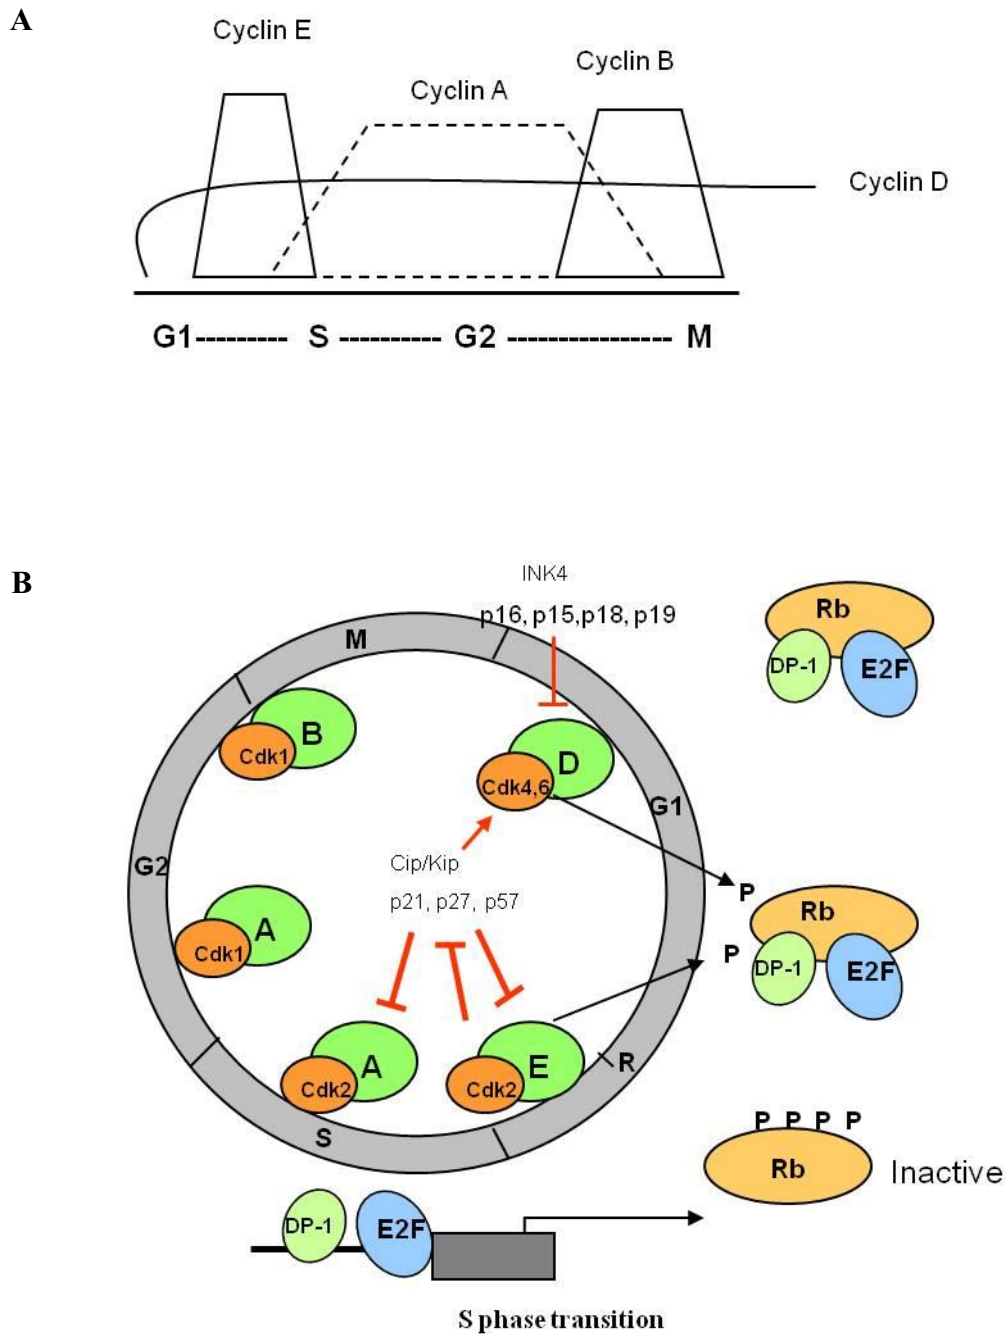 A
Cyclin E
Cyclin B
Cyclin A
Cyclin D
G1--------- S ---------- G2 ---------------- M
B
INK4
p16, p15,p18, p19
M
B
Cdk1
D
Cdk4,6
G1
G2
Cip/Kip
p21, p27, p57
A
Cdk1
A
Cdk2
E
Cdk2
R
S
Rb
DP-1
E2F
P
Rb
P
DP-1
E2F
P P P P
Rb
Inactive
DP-1
E2F
S phase transition